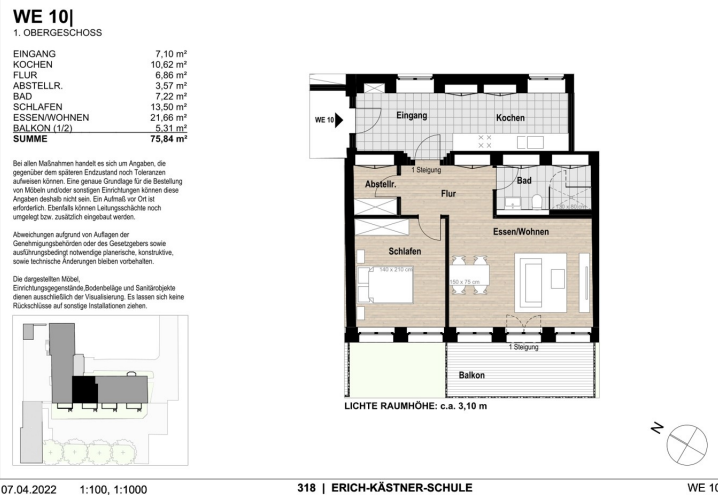 WE 10|
1. OBERGESCHOSS
EINGANG 7,10 m²
KOCHEN 10,62 m²
FLUR 6,86 m²
ABSTELLR. 3,57 m²
BAD 7,22 m²
SCHLAFEN 13,50 m²
ESSEN/WOHNEN 21,66 m²
BALKON (1/2) 5,31 m²
SUMME 75,84 m²
Bei allen Maßnahmen handelt es sich um Angaben, die
gegenüber dem späteren Endzustand noch Toleranzen
aufweisen können. Eine genaue Grundlage für die Bestellung
von Möbeln und/oder sonstigen Einrichtungen können diese
Angaben deshalb nicht sein. Ein Aufmaß vor Ort ist
erforderlich. Ebenfalls können Leitungsschächte noch
umgelegt bzw. zusätzlich eingebaut werden.
Abweichungen aufgrund von Auflagen der
Genehmigungsbehörden oder des Gesetzgebers sowie
ausführungsbedingt notwendige planerische, konstruktive,
sowie technische Änderungen bleiben vorbehalten.
Die dargestellten Möbel,
Einrichtungsgegenstände,Bodenbeläge und Sanitärobjekte
dienen ausschließlich der Visualisierung. Es lassen sich keine
Rückschlüsse auf sonstige Installationen ziehen.
WE 10
Eingang
Kochen
1 Steigung
Abstellr.
Flur
Bad
Essen/Wohnen
Schlafen
140 x 210 cm
150 x 75 cm
1 Steigung
Balkon
LICHTE RAUMHÖHE: c.a. 3,10 m
N
07.04.2022 1:100, 1:1000 318 | ERICH-KÄSTNER-SCHULE WE 10